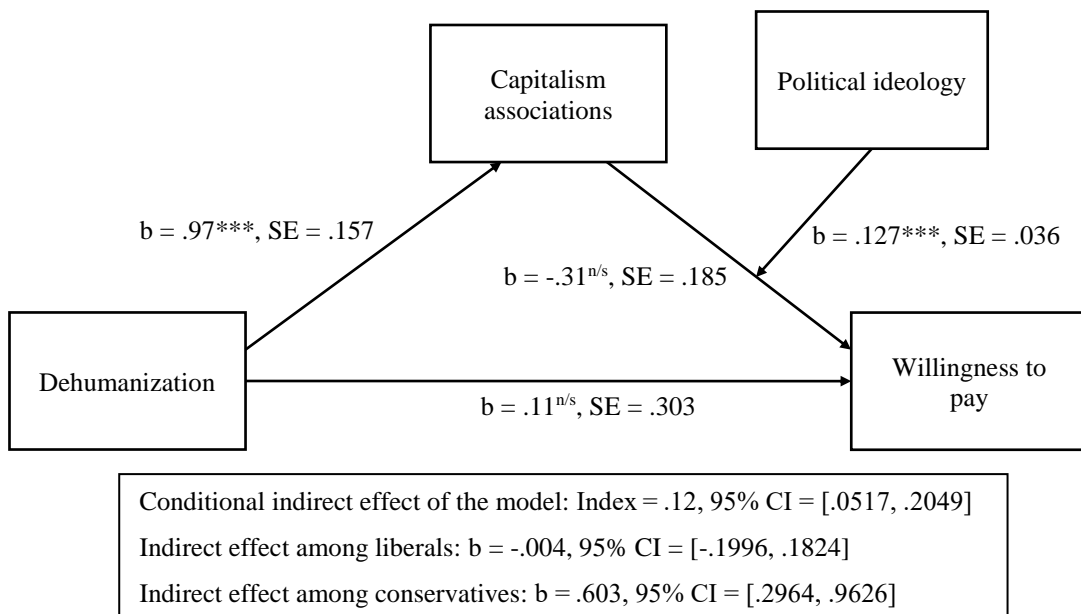 Capitalism
associations
Political ideology
b = .97***, SE = .157
b = .127***, SE = .036
b = -.31n/s, SE = .185
Dehumanization
Willingness to
pay
b = .11n/s, SE = .303
Conditional indirect effect of the model: Index = .12, 95% CI = [.0517, .2049]
Indirect effect among liberals: b = -.004, 95% CI = [-.1996, .1824]
Indirect effect among conservatives: b = .603, 95% CI = [.2964, .9626]